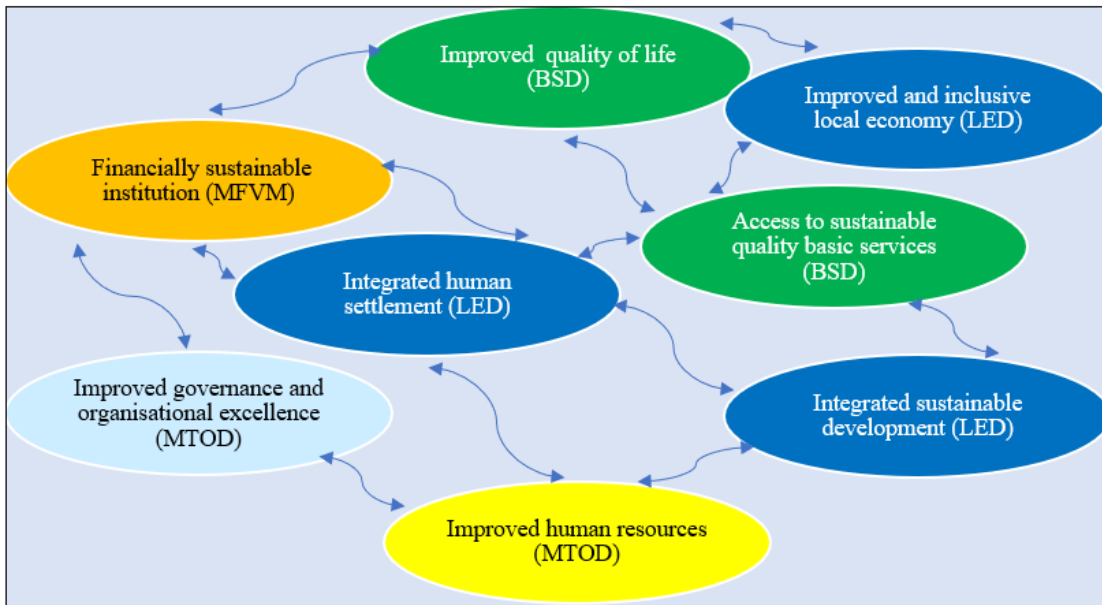 Improved quality of life
(BSD)
Improved and inclusive
local economy (LED)
Financially sustainable
institution (MFVM)
Access to sustainable
quality basic services
(BSD)
Integrated human
settlement (LED)
Improved governance and
organisational excellence
(MTOD)
Integrated sustainable
development (LED)
Improved human resources
(MTOD)